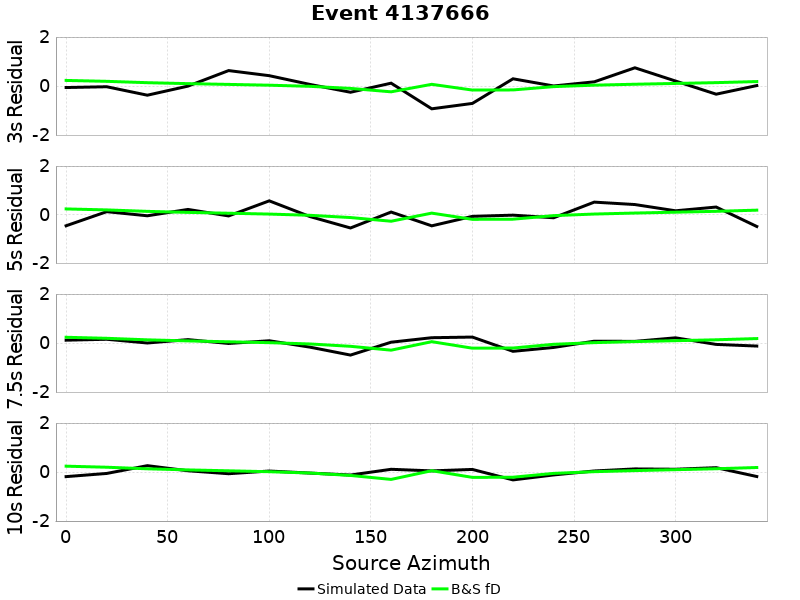 Event 4137666
3s Residual
2
0
-2
5s Residual
2
0
-2
7.5s Residual
2
0
-2
10s Residual
2
0
-2
0 50 100 150 200 250 300
Source Azimuth
Simulated Data B&S fD